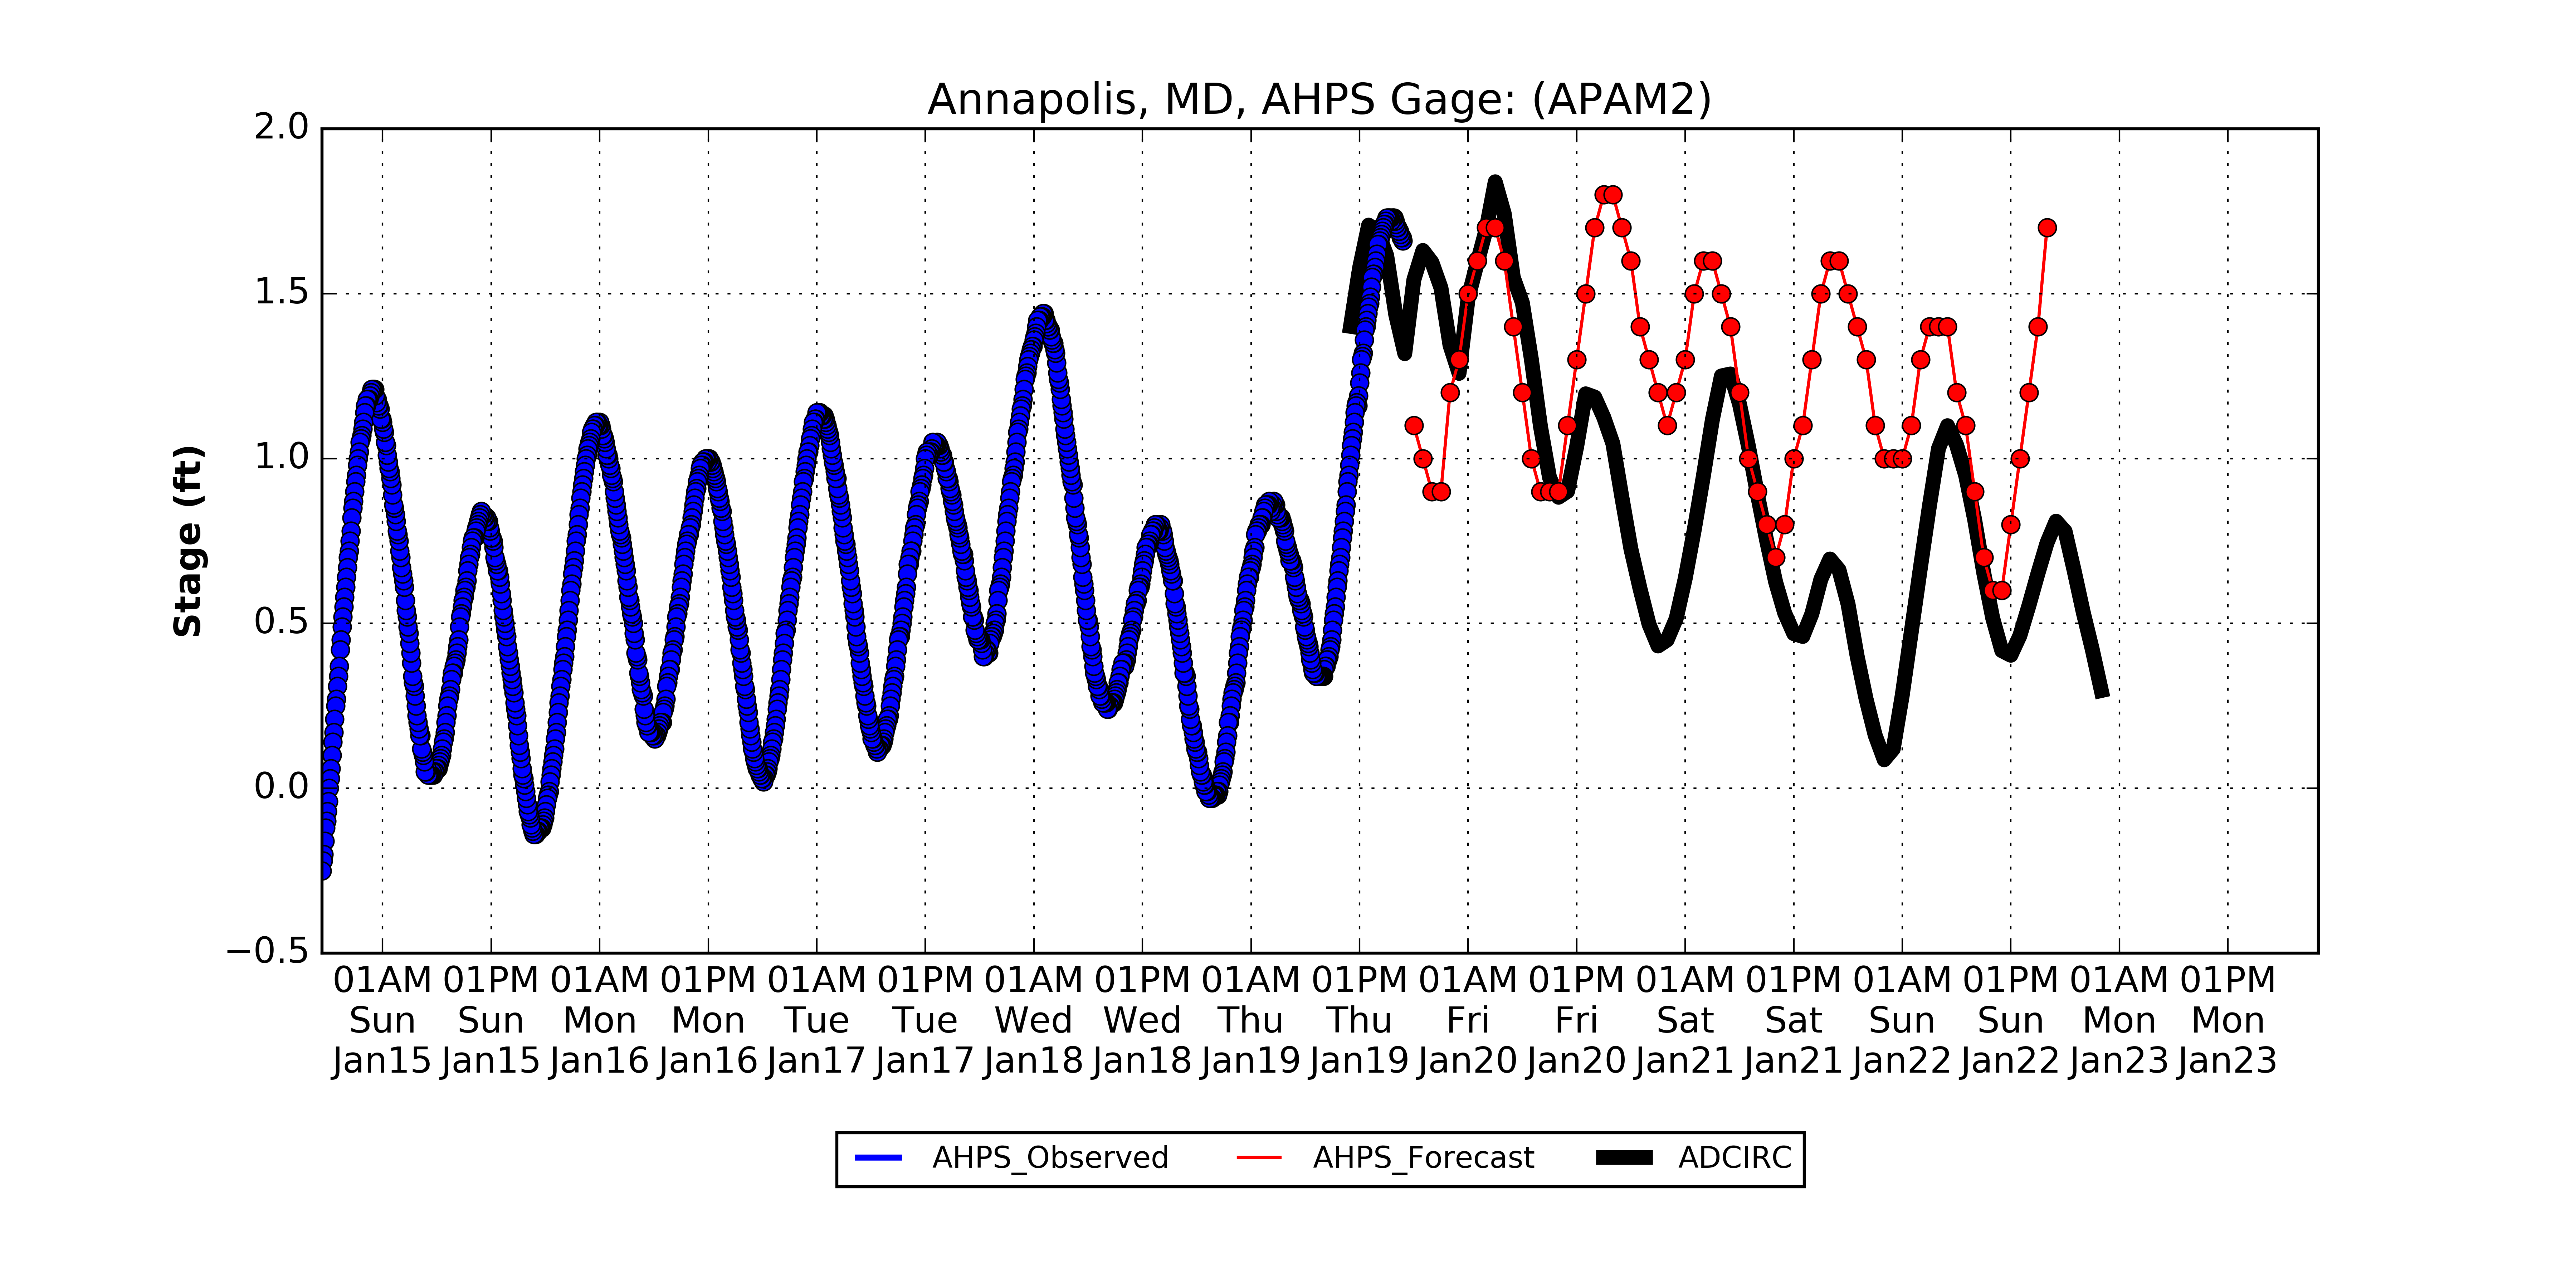 Annapolis, MD, AHPS Gage: (APAM2)
2.0
1.5
1.0
0.5
0.0
−0.5
Stage (ft)
01AM 01PM 01AM 01PM 01AM 01PM 01AM 01PM 01AM 01PM 01AM 01PM 01AM 01PM 01AM 01PM 01AM 01PM
Sun Sun Mon Mon Tue Tue Wed Wed Thu Thu Fri Fri Sat Sat Sun Sun Mon Mon
Jan15 Jan15 Jan16 Jan16 Jan17 Jan17 Jan18 Jan18 Jan19 Jan19 Jan20 Jan20 Jan21 Jan21 Jan22 Jan22 Jan23 Jan23
AHPS_Observed AHPS_Forecast ADCIRC